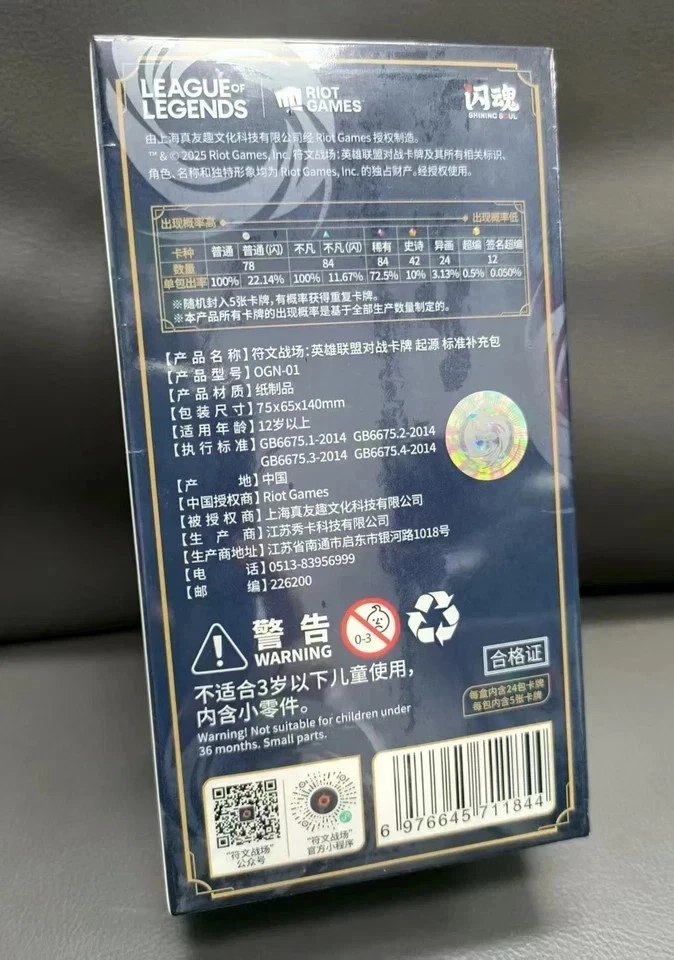 LEAGUE OF
LEGENDS
RIOT
GAMES
闪魂
SHINING SOUL
由上海真友趣文化科技有限公司经 Riot Games 授权制造。
™ & © 2025 Riot Games, Inc. 符文战场：英雄联盟对战卡牌及其所有相关标识、
角色、名称和独特形象均为 Riot Games, Inc. 的独占财产。经授权使用。
出现概率高 出现概率低
卡种 普通 普通(闪) 不凡 不凡(闪) 稀有 史诗 异画 超编 签名超编
数量 78 84 84 42 24 12
单包出率 100% 22.14% 100% 11.67% 72.5% 10% 3.13% 0.5% 0.050%
※随机封入5张卡牌，有概率获得重复卡牌。
※本产品所有卡牌的出现概率是基于全部生产数量制定的。
【产品名称】符文战场：英雄联盟对战卡牌 起源 标准补充包
【产品型号】OGN-01
【产品材质】纸制品
【包装尺寸】75x65x140mm
【适用年龄】12岁以上
【执行标准】GB6675.1-2014 GB6675.2-2014
GB6675.3-2014 GB6675.4-2014
【产地】中国
【中国授权商】Riot Games
【被授权商】上海真友趣文化科技有限公司
【生产商】江苏秀卡科技有限公司
【生产商地址】江苏省南通市启东市银河路1018号
【电话】0513-83956999
【邮编】226200
警告
WARNING
0-3
合格证
不适合3岁以下儿童使用，
内含小零件。
每盒内含24包卡牌
每包内含5张卡牌
Warning! Not suitable for children under
36 months. Small parts.
"符文战场"
公众号
"符文战场"
官方小程序
6 976645 711844